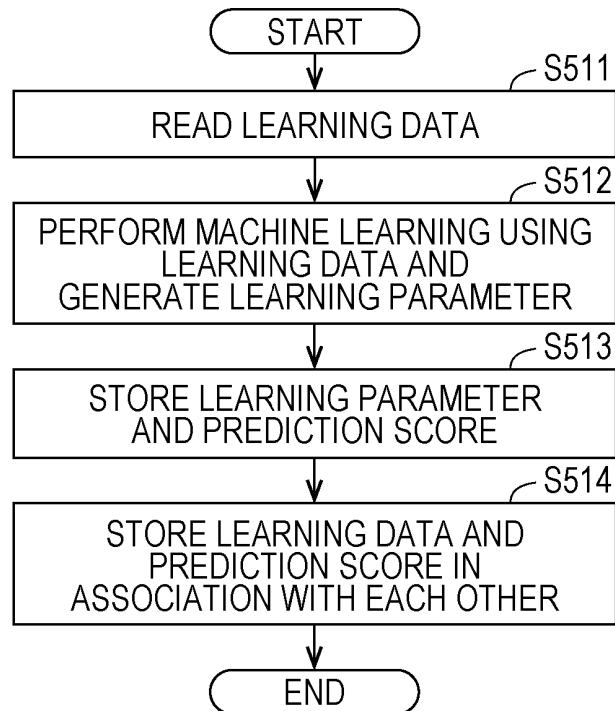 START
S511
READ LEARNING DATA
S512
PERFORM MACHINE LEARNING USING
LEARNING DATA AND
GENERATE LEARNING PARAMETER
S513
STORE LEARNING PARAMETER
AND PREDICTION SCORE
S514
STORE LEARNING DATA AND
PREDICTION SCORE IN
ASSOCIATION WITH EACH OTHER
END